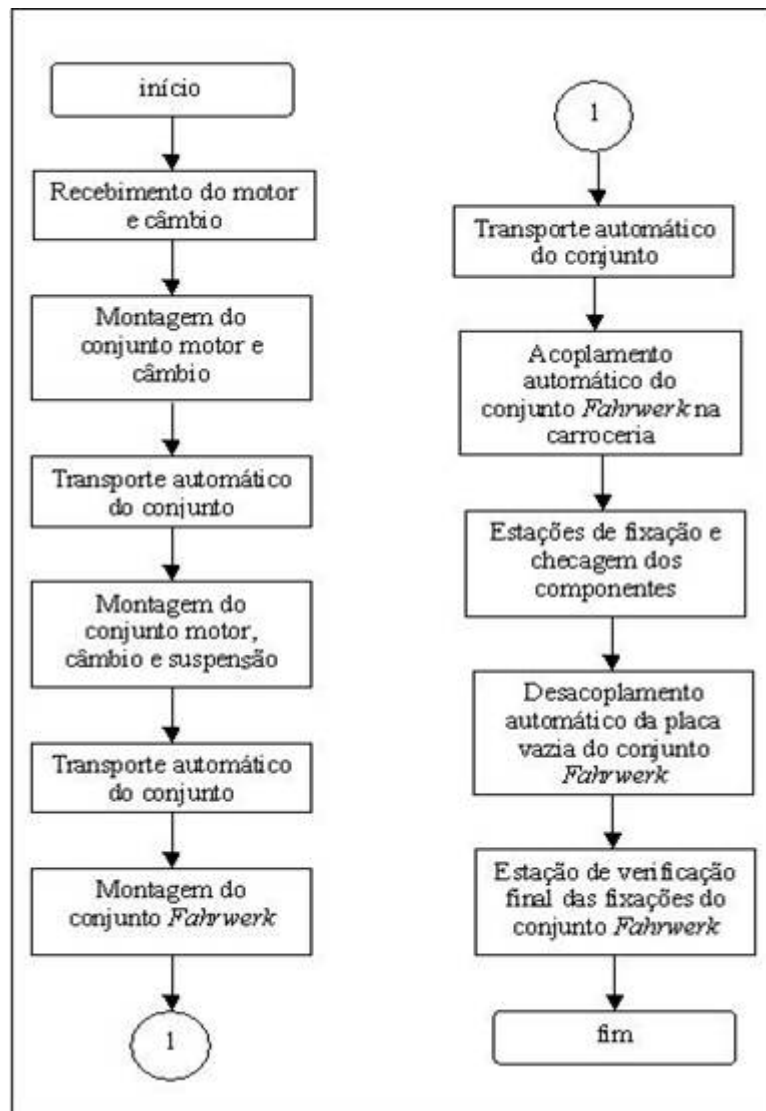 início
Recebimento do motor
e câmbio
Montagem do
conjunto motor e
câmbio
Transporte automático
do conjunto
Montagem do
conjunto motor,
câmbio e suspensão
Transporte automático
do conjunto
Montagem do
conjunto Fahrwerk
1
1
Transporte automático
do conjunto
Acoplamento
automático do
conjunto Fahrwerk na
carroceria
Estações de fixação e
checagem dos
componentes
Desacoplamento
automático da placa
vazia do conjunto
Fahrwerk
Estação de verificação
final das fixações do
conjunto Fahrwerk
fim